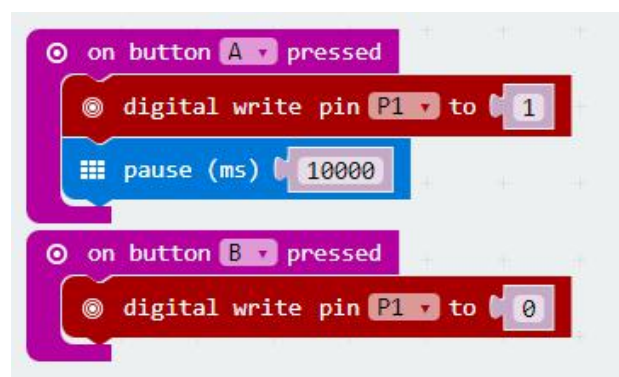 on button A pressed
digital write pin P1 to 1
pause (ms) 10000
on button B pressed
digital write pin P1 to 0